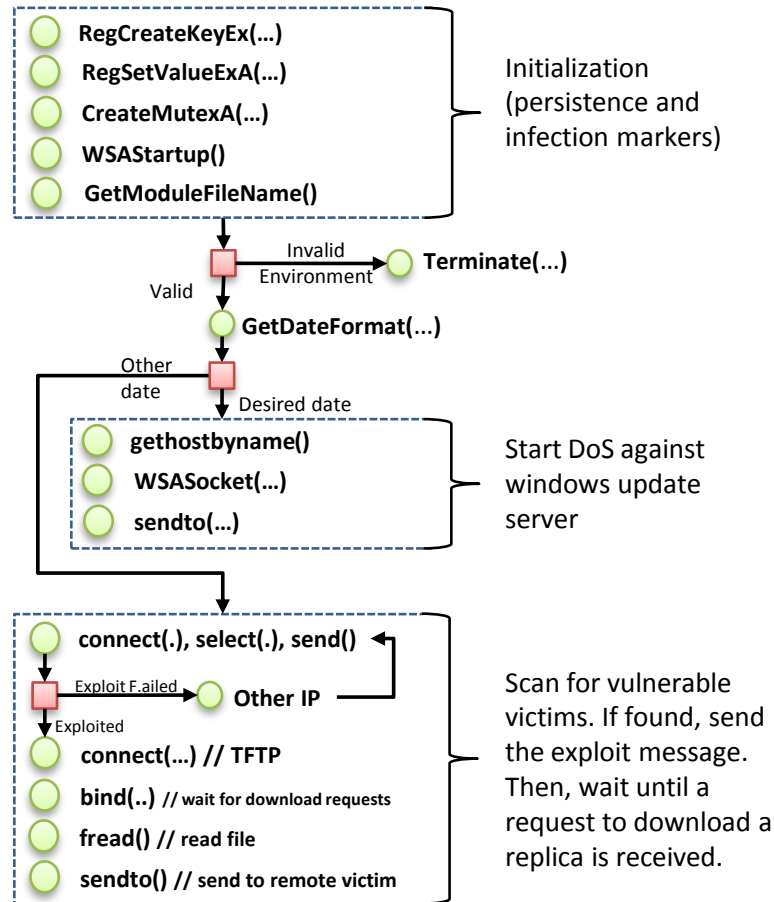 RegCreateKeyEx(…)
RegSetValueExA(…)
CreateMutexA(…)
WSAStartup()
GetModuleFileName()
Initialization
(persistence and
infection markers)
Invalid
Environment
Terminate(…)
Valid
GetDateFormat(…)
Other
date
Desired date
gethostbyname()
WSASocket(…)
sendto(…)
Start DoS against
windows update
server
connect(.), select(.), send()
Exploit F.ailed
Other IP
Exploited
connect(…) // TFTP
bind(..) // wait for download requests
fread() // read file
sendto() // send to remote victim
Scan for vulnerable
victims. If found, send
the exploit message.
Then, wait until a
request to download a
replica is received.